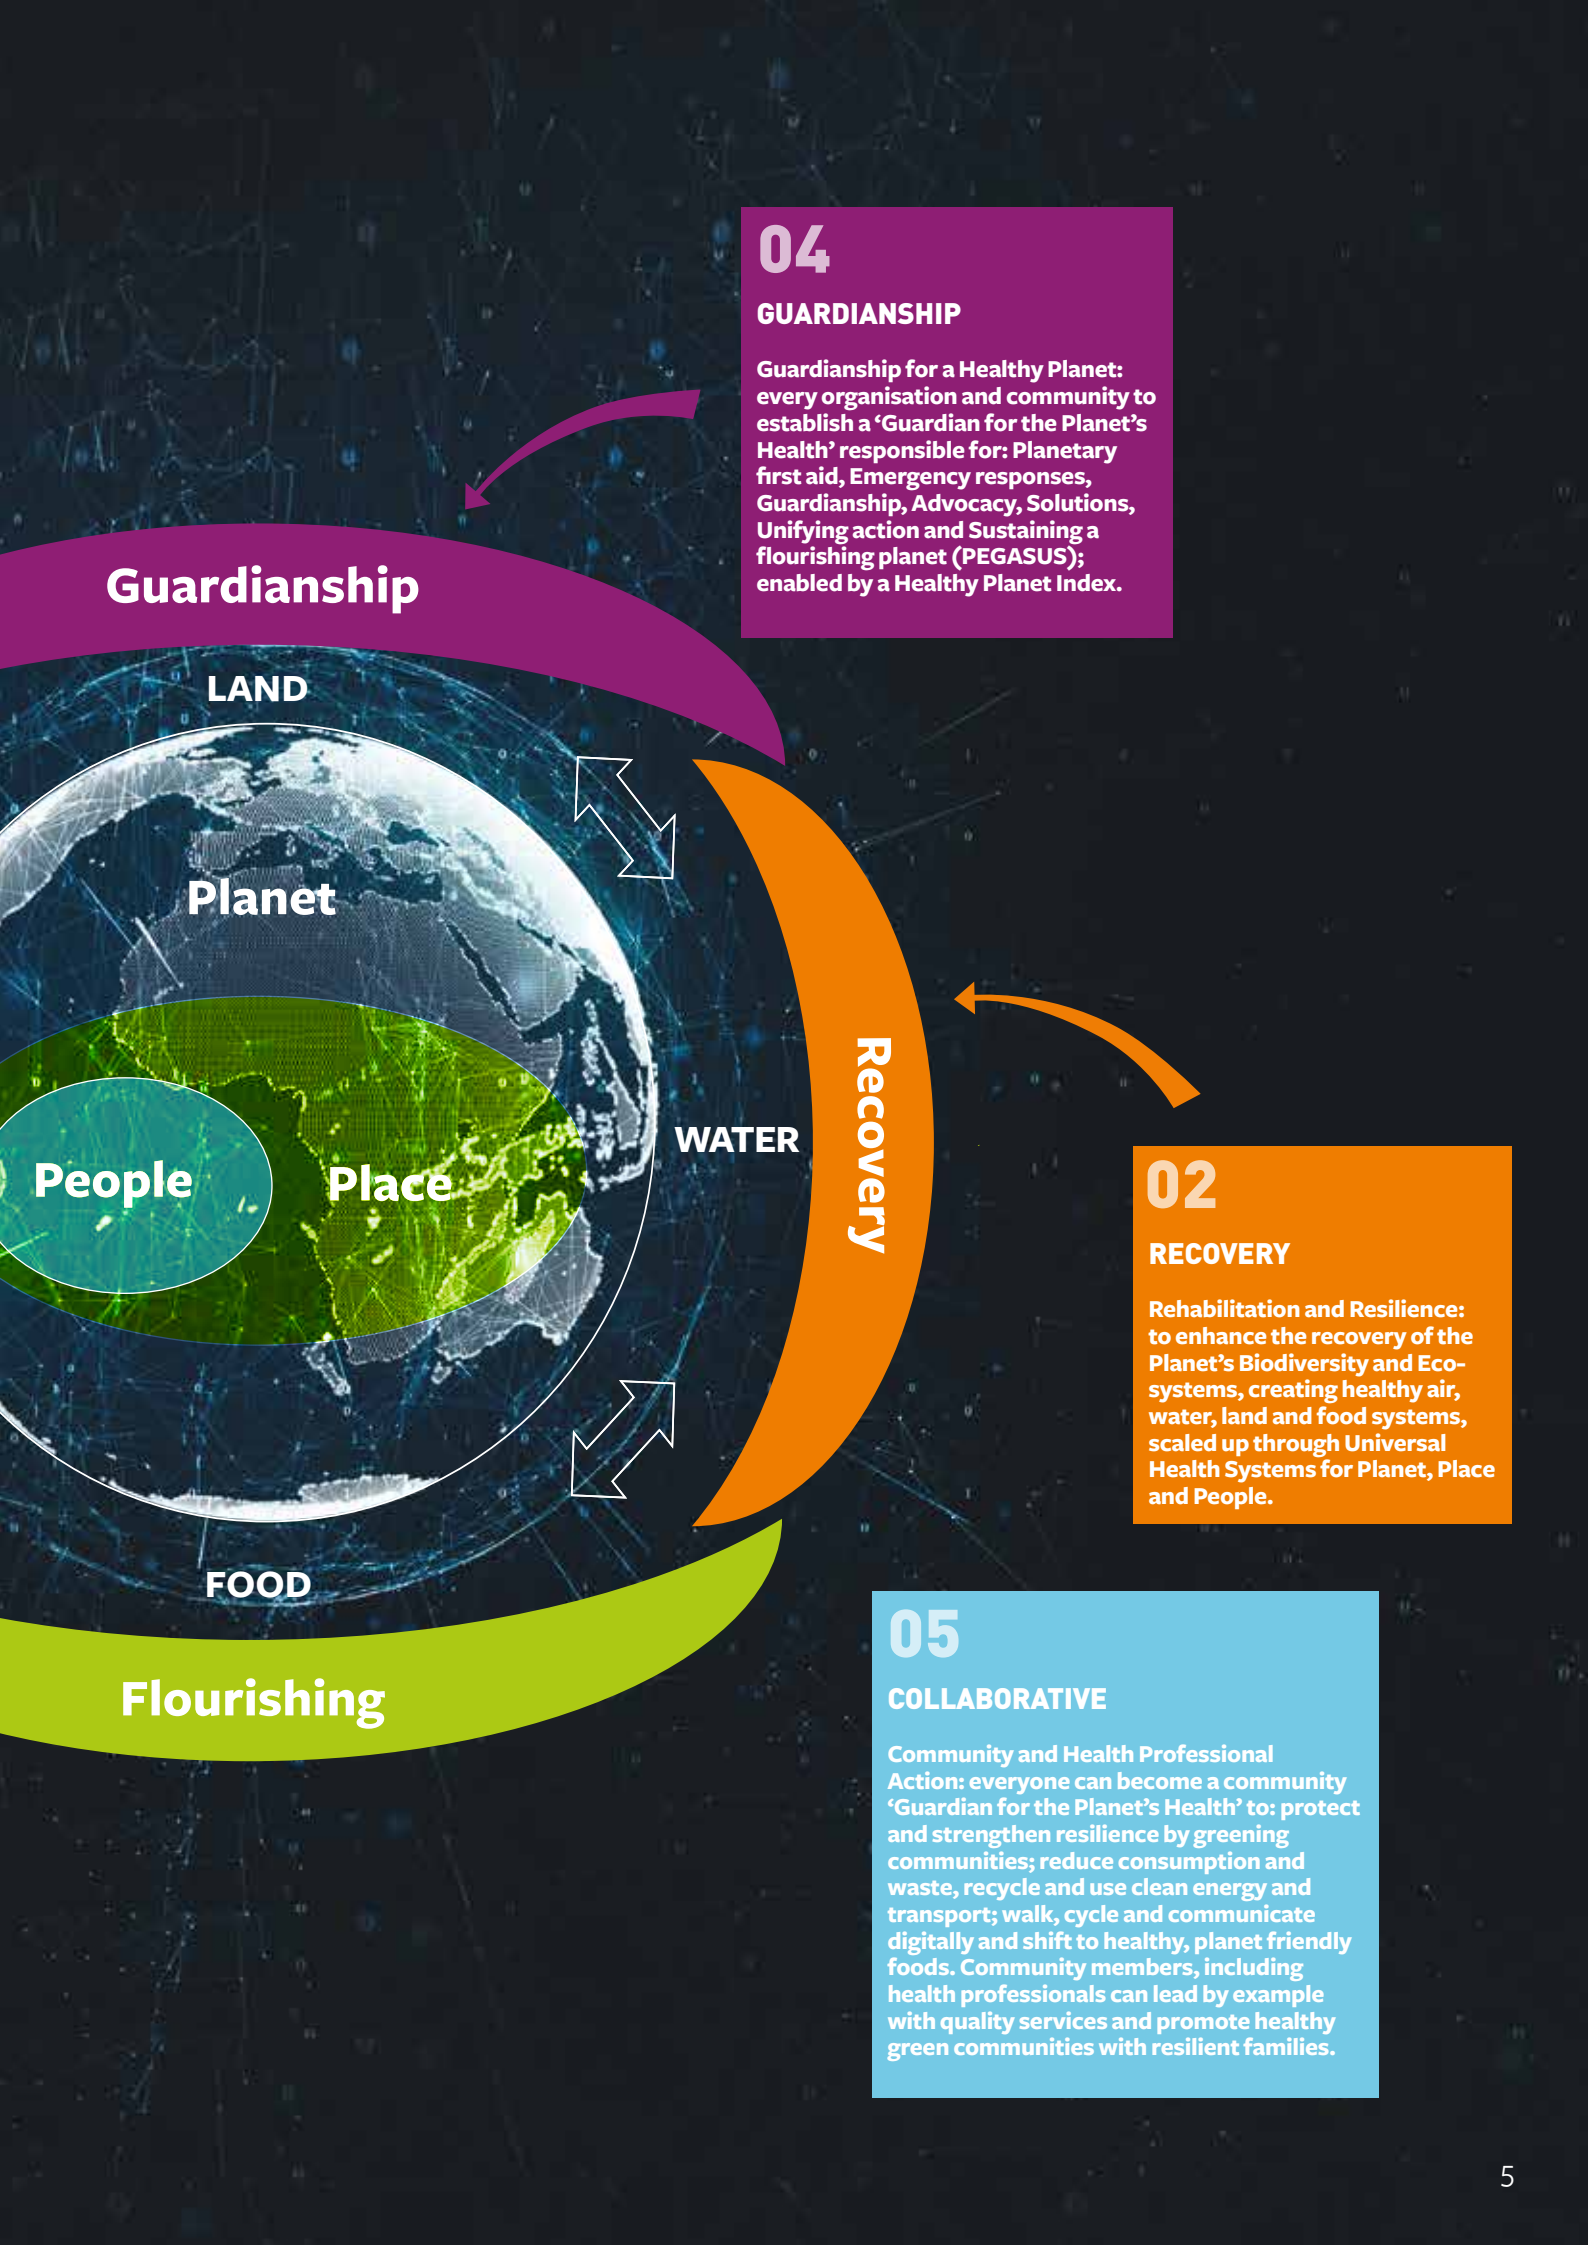 04
GUARDIANSHIP
Guardianship for a Healthy Planet:
every organisation and community to
establish a ‘Guardian for the Planet’s
Health’ responsible for: Planetary
first aid, Emergency responses,
Guardianship, Advocacy, Solutions,
Unifying action and Sustaining a
flourishing planet (PEGASUS);
enabled by a Healthy Planet Index.
Guardianship
LAND
Planet
People
Place
WATER
Recovery
FOOD
Flourishing
02
RECOVERY
Rehabilitation and Resilience:
to enhance the recovery of the
Planet’s Biodiversity and Eco-
systems, creating healthy air,
water, land and food systems,
scaled up through Universal
Health Systems for Planet, Place
and People.
05
COLLABORATIVE
Community and Health Professional
Action: everyone can become a community
‘Guardian for the Planet’s Health’ to: protect
and strengthen resilience by greening
communities; reduce consumption and
waste, recycle and use clean energy and
transport; walk, cycle and communicate
digitally and shift to healthy, planet friendly
foods. Community members, including
health professionals can lead by example
with quality services and promote healthy
green communities with resilient families.
5